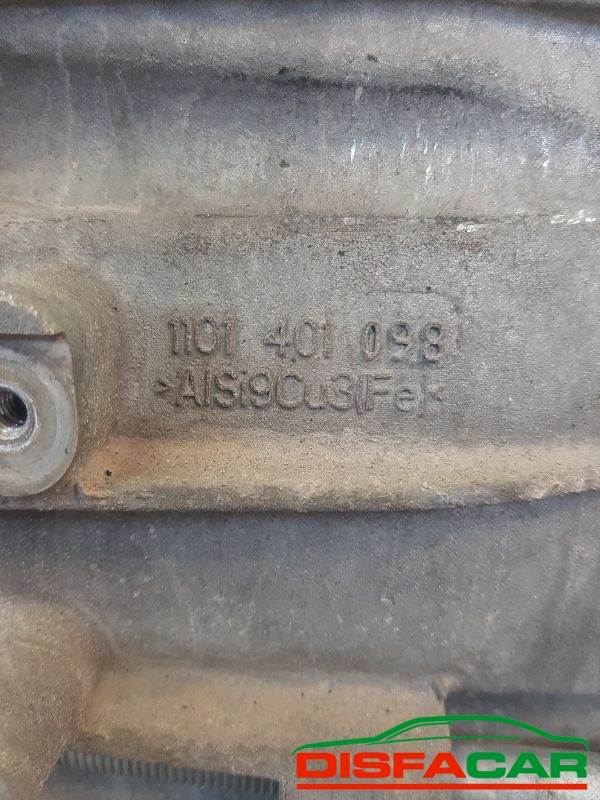 1101 401 098
>AlSi9Cu3(Fe)<
DISFACAR